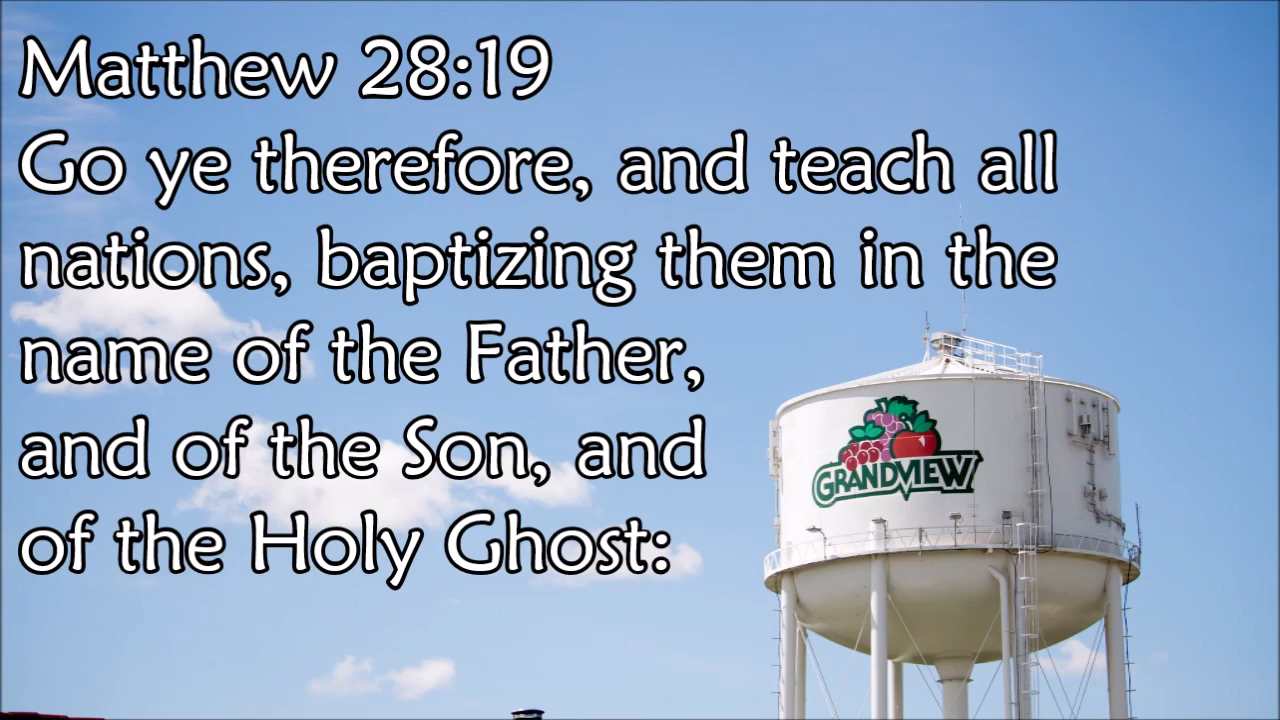 Matthew 28:19
Go ye therefore, and teach all
nations, baptizing them in the
name of the Father,
and of the Son, and
of the Holy Ghost:
GRANDVIEW